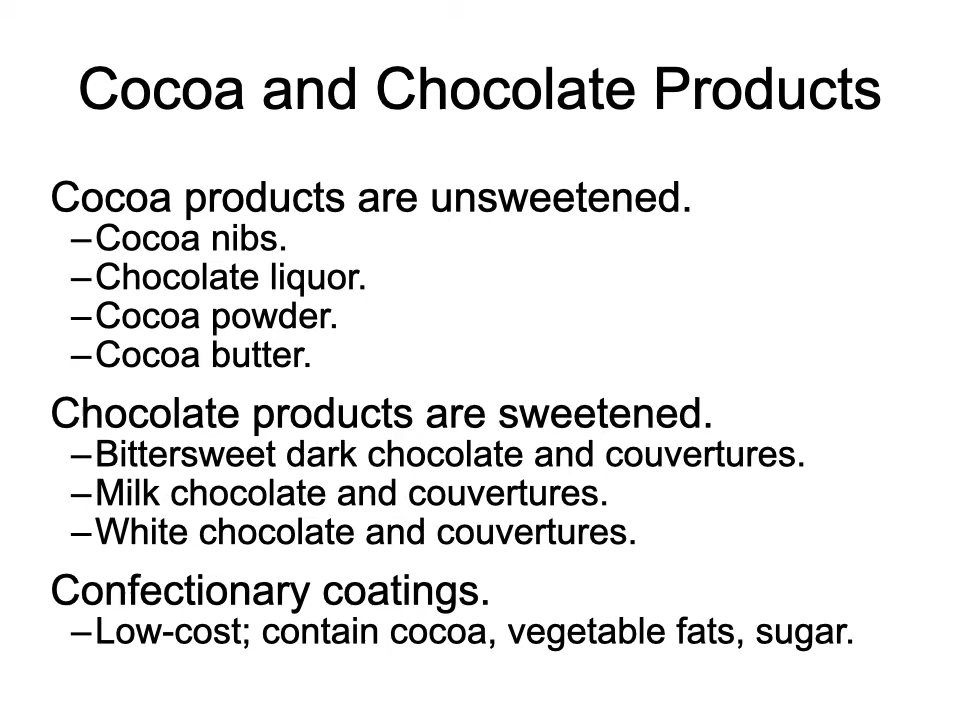 Cocoa and Chocolate Products
Cocoa products are unsweetened.
–Cocoa nibs.
–Chocolate liquor.
–Cocoa powder.
–Cocoa butter.
Chocolate products are sweetened.
–Bittersweet dark chocolate and couvertures.
–Milk chocolate and couvertures.
–White chocolate and couvertures.
Confectionary coatings.
–Low-cost; contain cocoa, vegetable fats, sugar.